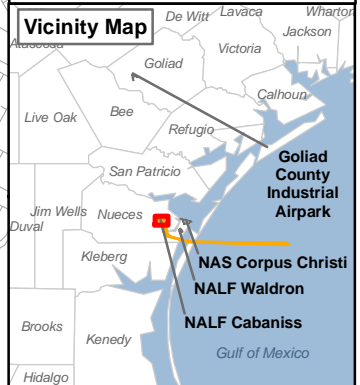 Vicinity Map
De Witt
Lavaca
Wharton
Jackson
Atascosa
Goliad
Victoria
Calhoun
Bee
Live Oak
Refugio
San Patricio
Goliad
County
Industrial
Airpark
Jim Wells
Nueces
Duval
Kleberg
NAS Corpus Christi
NALF Waldron
NALF Cabaniss
Brooks
Kenedy
Gulf of Mexico
Hidalgo